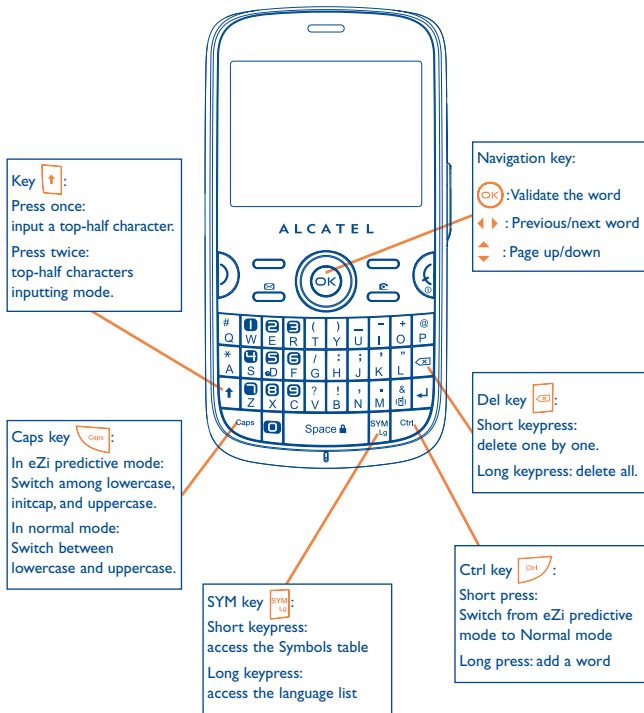 Key ↑:
Press once:
input a top-half character.
Press twice:
top-half characters
inputting mode.
Navigation key:
OK :Validate the word
: Previous/next word
: Page up/down
ALCATEL
OK
# 1 2 3 ( ) _ - + @
Q W E R T Y U I O P
* 4 5 6 / : ; ' "
A S D F G H J K L
↑ 7 8 9 ? ! , . & ↵
Z X C V B N M
Caps 0 Space SYM Lg Ctrl
Caps key Caps:
In eZi predictive mode:
Switch among lowercase,
initcap, and uppercase.
In normal mode:
Switch between
lowercase and uppercase.
Del key :
Short keypress:
delete one by one.
Long keypress: delete all.
SYM key SYM Lg:
Short keypress:
access the Symbols table
Long keypress:
access the language list
Ctrl key Ctrl :
Short press:
Switch from eZi predictive
mode to Normal mode
Long press: add a word